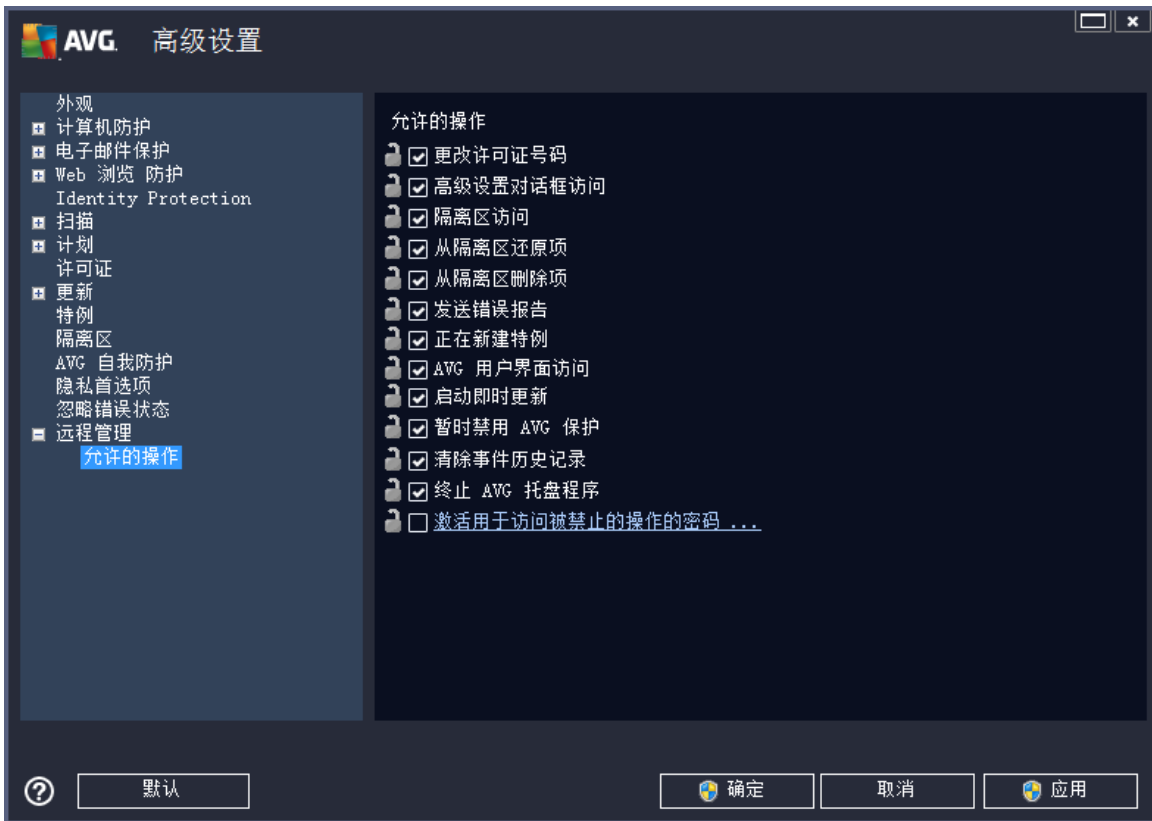 AVG. 高级设置
外观
计算机防护
电子邮件保护
Web 浏览 防护
Identity Protection
扫描
计划
许可证
更新
特例
隔离区
AVG 自我防护
隐私首选项
忽略错误状态
远程管理
允许的操作
允许的操作
更改许可证号码
高级设置对话框访问
隔离区访问
从隔离区还原项
从隔离区删除项
发送错误报告
正在新建特例
AVG 用户界面访问
启动即时更新
暂时禁用 AVG 保护
清除事件历史记录
终止 AVG 托盘程序
激活用于访问被禁止的操作的密码 ...
默认
确定
取消
应用